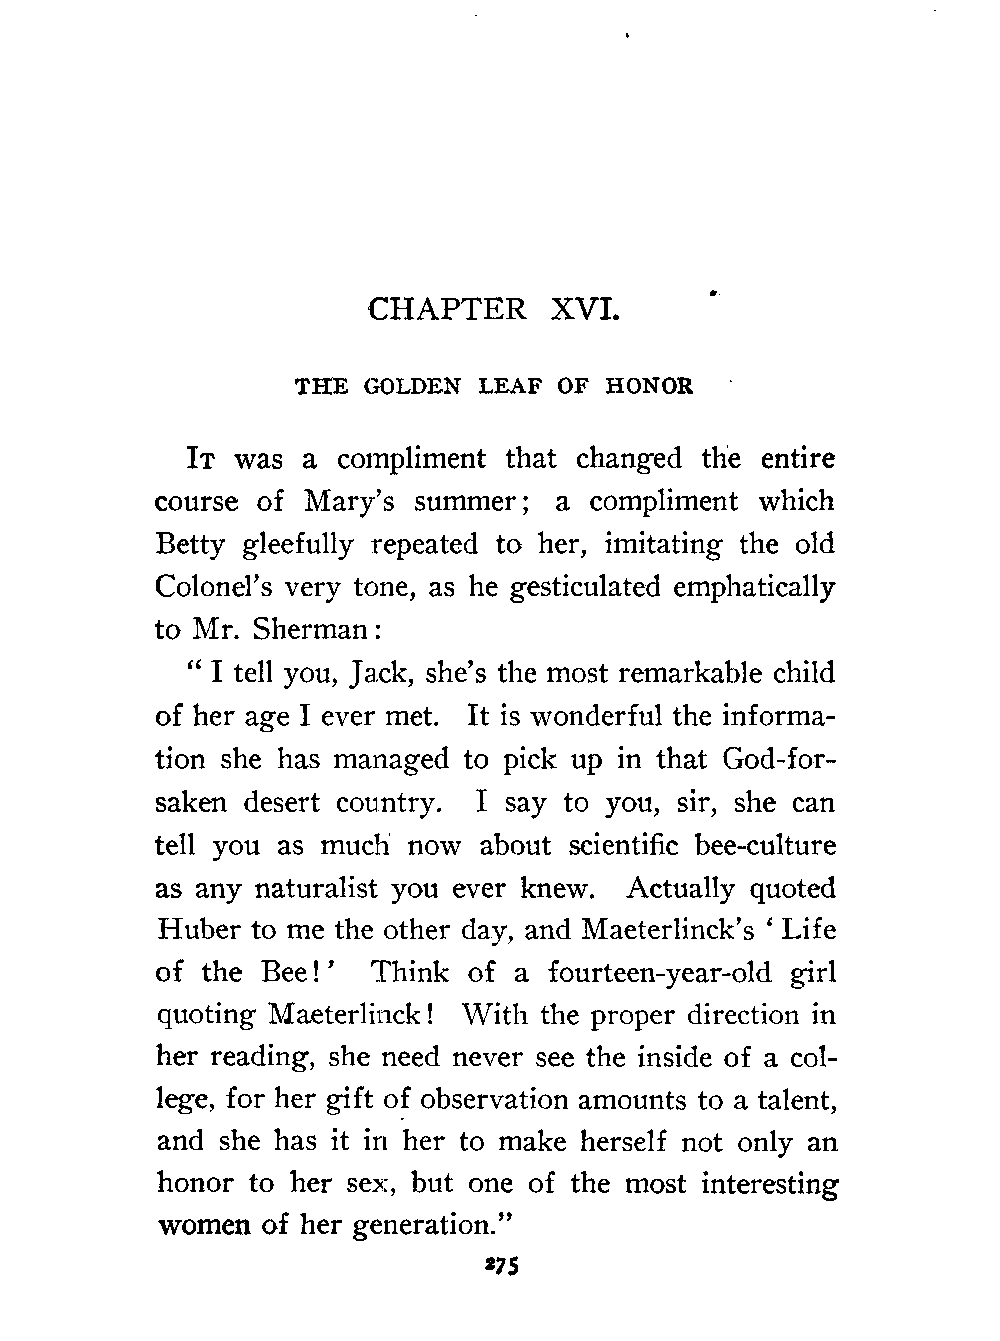 CHAPTER XVI.
THE GOLDEN LEAF OF HONOR
IT was a compliment that changed the entire
course of Mary's summer; a compliment which
Betty gleefully repeated to her, imitating the old
Colonel's very tone, as he gesticulated emphatically
to Mr. Sherman:
" I tell you, Jack, she's the most remarkable child
of her age I ever met. It is wonderful the informa-
tion she has managed to pick up in that God-for-
saken desert country. I say to you, sir, she can
tell you as much now about scientific bee-culture
as any naturalist you ever knew. Actually quoted
Huber to me the other day, and Maeterlinck's ' Life
of the Bee!' Think of a fourteen-year-old girl
quoting Maeterlinck! With the proper direction in
her reading, she need never see the inside of a col-
lege, for her gift of observation amounts to a talent,
and she has it in her to make herself not only an
honor to her sex, but one of the most interesting
women of her generation."
275